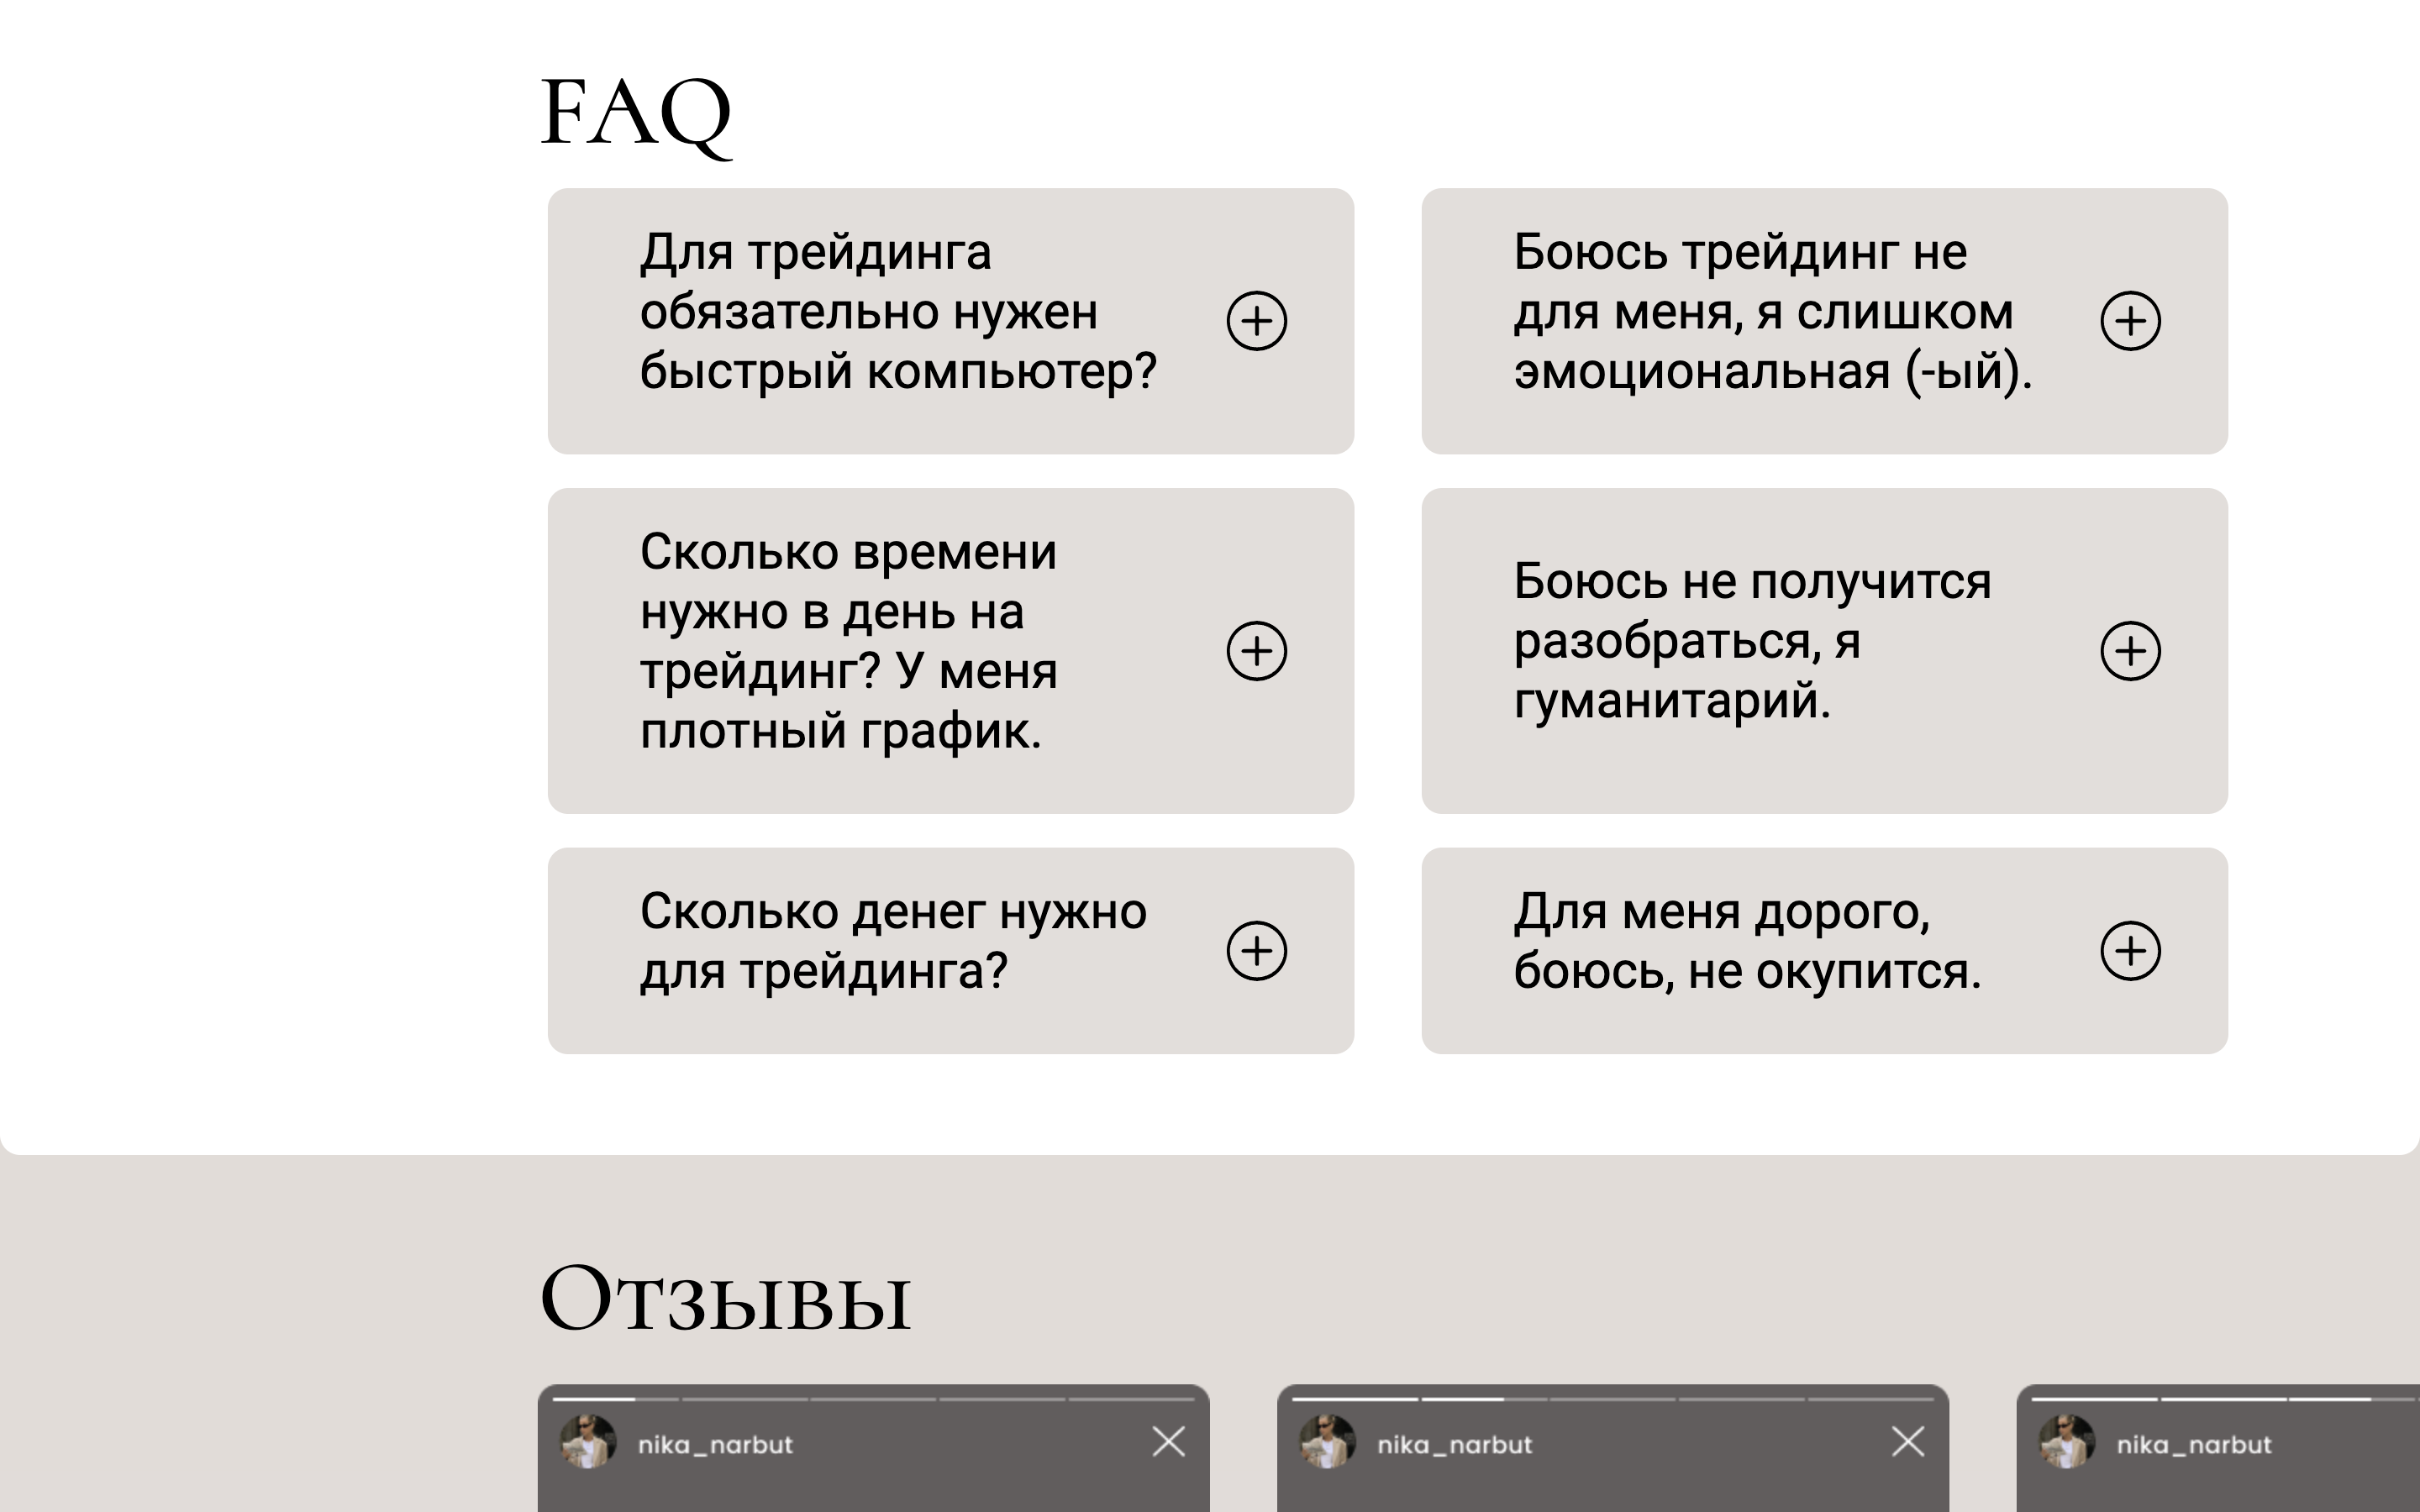 FAQ
Для трейдинга
обязательно нужен
быстрый компьютер?
Боюсь трейдинг не
для меня, я слишком
эмоциональная (-ый).
Сколько времени
нужно в день на
трейдинг? У меня
плотный график.
Боюсь не получится
разобраться, я
гуманитарий.
Сколько денег нужно
для трейдинга?
Для меня дорого,
боюсь, не окупится.
Отзывы
nika_narbut
nika_narbut
nika_narbut